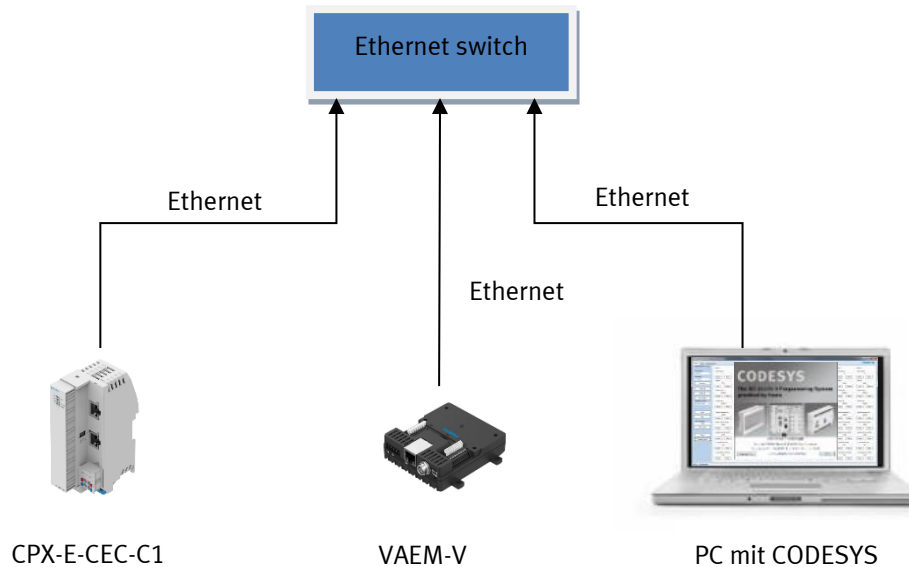 Ethernet switch
Ethernet
Ethernet
Ethernet
CODESYS
CPX-E-CEC-C1
VAEM-V
PC mit CODESYS